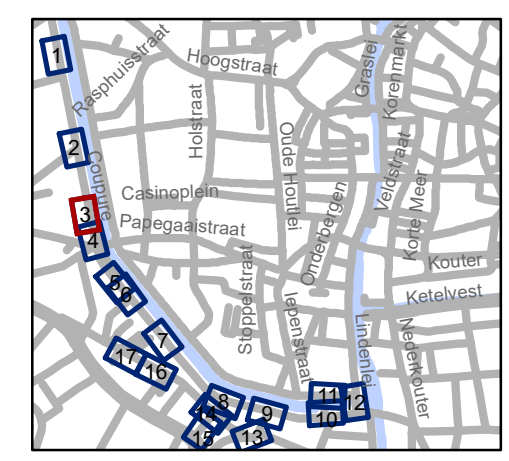 1
Rasphuisstraat
Hoogstraat
Graslei
Korenmarkt
2
Coupure
Holstraat
Oude Houtlei
Veldstraat
3
Casinoplein
4
Papegaaistraat
Onderbergen
Korte Meer
5
6
Stoppelstraat
Iepenstraat
Kouter
Ketelvest
7
17
16
Lindenlei
Nederkouter
8
14
9
11
12
10
15
13